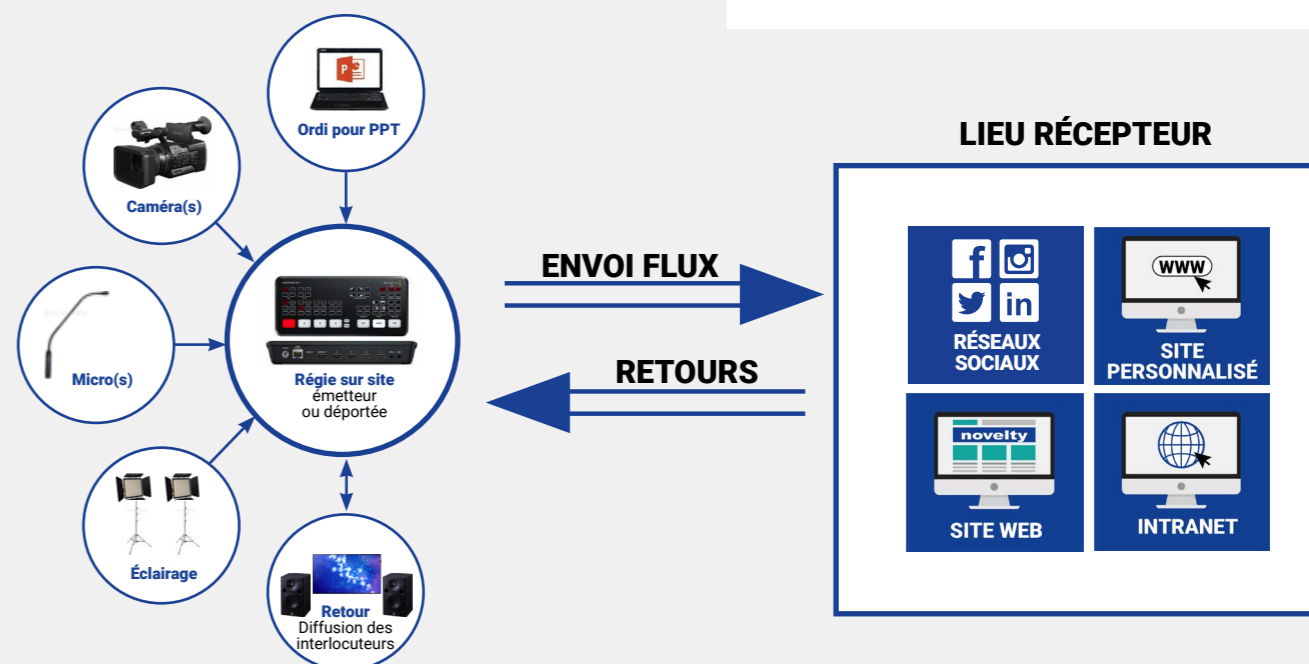 P
Ordi pour PPT
Caméra(s)
Micro(s)
Régie sur site
émetteur
ou déportée
Éclairage
Retour
Diffusion des
interlocuteurs
ENVOI FLUX
RETOURS
LIEU RÉCEPTEUR
f
in
RÉSEAUX
SOCIAUX
WWW
SITE
PERSONNALISÉ
novelty
SITE WEB
INTRANET